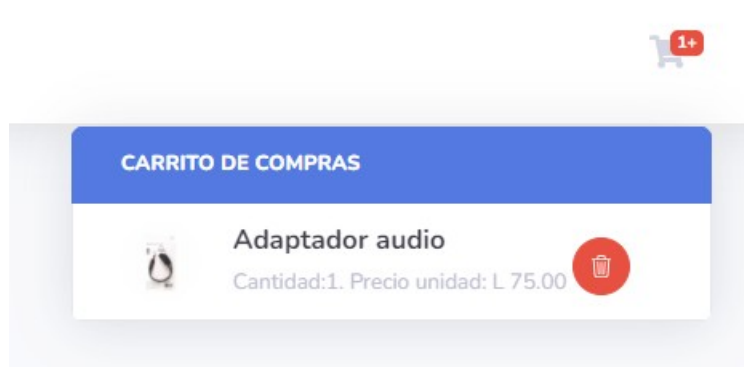 1+
CARRITO DE COMPRAS
Adaptador audio
Cantidad:1. Precio unidad: L 75.00